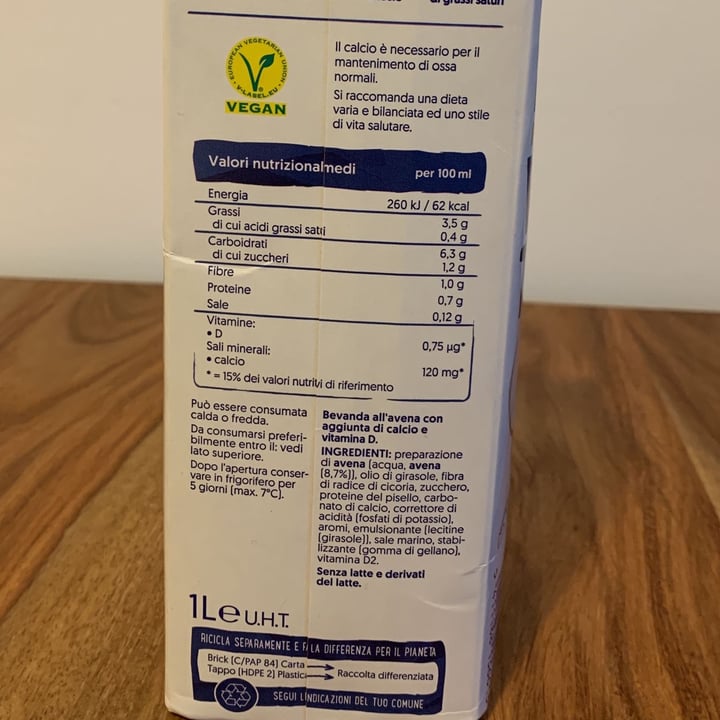 di grassi saturi
EUROPEAN VEGETARIAN UNION
V-LABEL.EU
VEGAN
Il calcio è necessario per il
mantenimento di ossa
normali.
Si raccomanda una dieta
varia e bilanciata ed uno stile
di vita salutare.
Valori nutrizionalmedi per 100 ml
Energia 260 kJ / 62 kcal
Grassi 3,5 g
di cui acidi grassi satri 0,4 g
Carboidrati 6,3 g
di cui zuccheri 1,2 g
Fibre 1,0 g
Proteine 0,7 g
Sale 0,12 g
Vitamine:
• D 0,75 µg*
Sali minerali:
• calcio 120 mg*
* = 15% dei valori nutrivi di riferimento
Può essere consumata
calda o fredda.
Da consumarsi preferi-
bilmente entro il: vedi
lato superiore.
Dopo l'apertura conser-
vare in frigorifero per
5 giorni (max. 7°C).
Bevanda all'avena con
aggiunta di calcio e
vitamina D.
INGREDIENTI: preparazione
di avena [acqua, avena
(8,7%)], olio di girasole, fibra
di radice di cicoria, zucchero,
proteine del pisello, carbo-
nato di calcio, correttore di
acidità (fosfati di potassio),
aromi, emulsionante [lecitine
(girasole)], sale marino, stabi-
lizzante (gomma di gellano),
vitamina D2.
Senza latte e derivati
del latte.
1L e U.H.T.
RICICLA SEPARATAMENTE E FA LA DIFFERENZA PER IL PIANETA
Brick (C/PAP 84) Carta
Tappo (HDPE 2) Plastica
Raccolta differenziata
SEGUI L'INDICAZIONI DEL TUO COMUNE